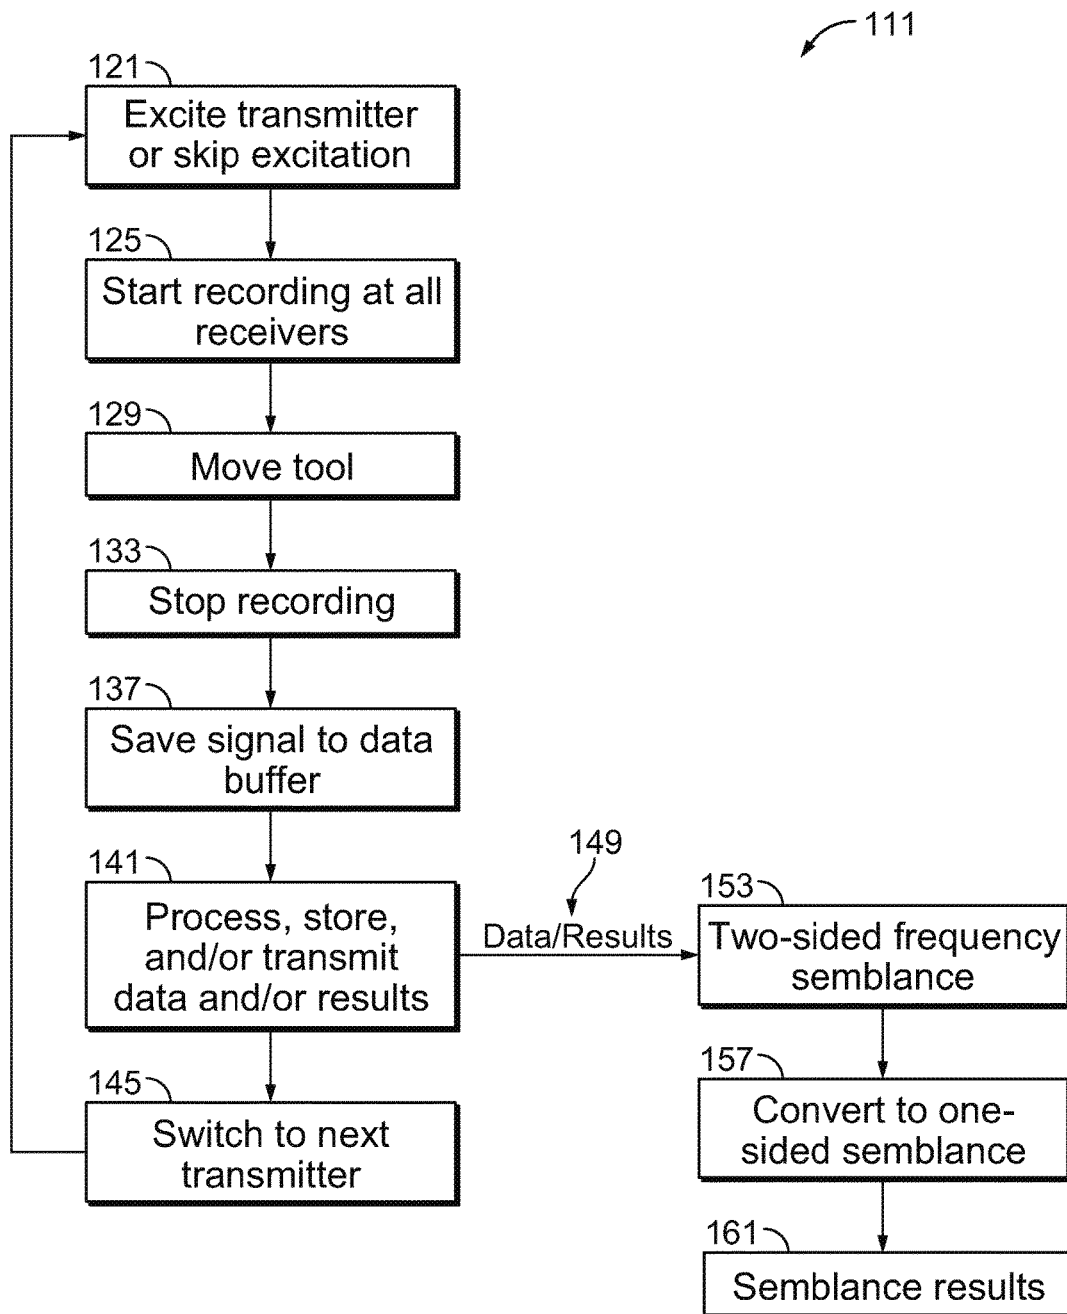 111
121
Excite transmitter
or skip excitation
125
Start recording at all
receivers
129
Move tool
133
Stop recording
137
Save signal to data
buffer
141
Process, store,
and/or transmit
data and/or results
149
Data/Results
153
Two-sided frequency
semblance
145
Switch to next
transmitter
157
Convert to one-
sided semblance
161
Semblance results